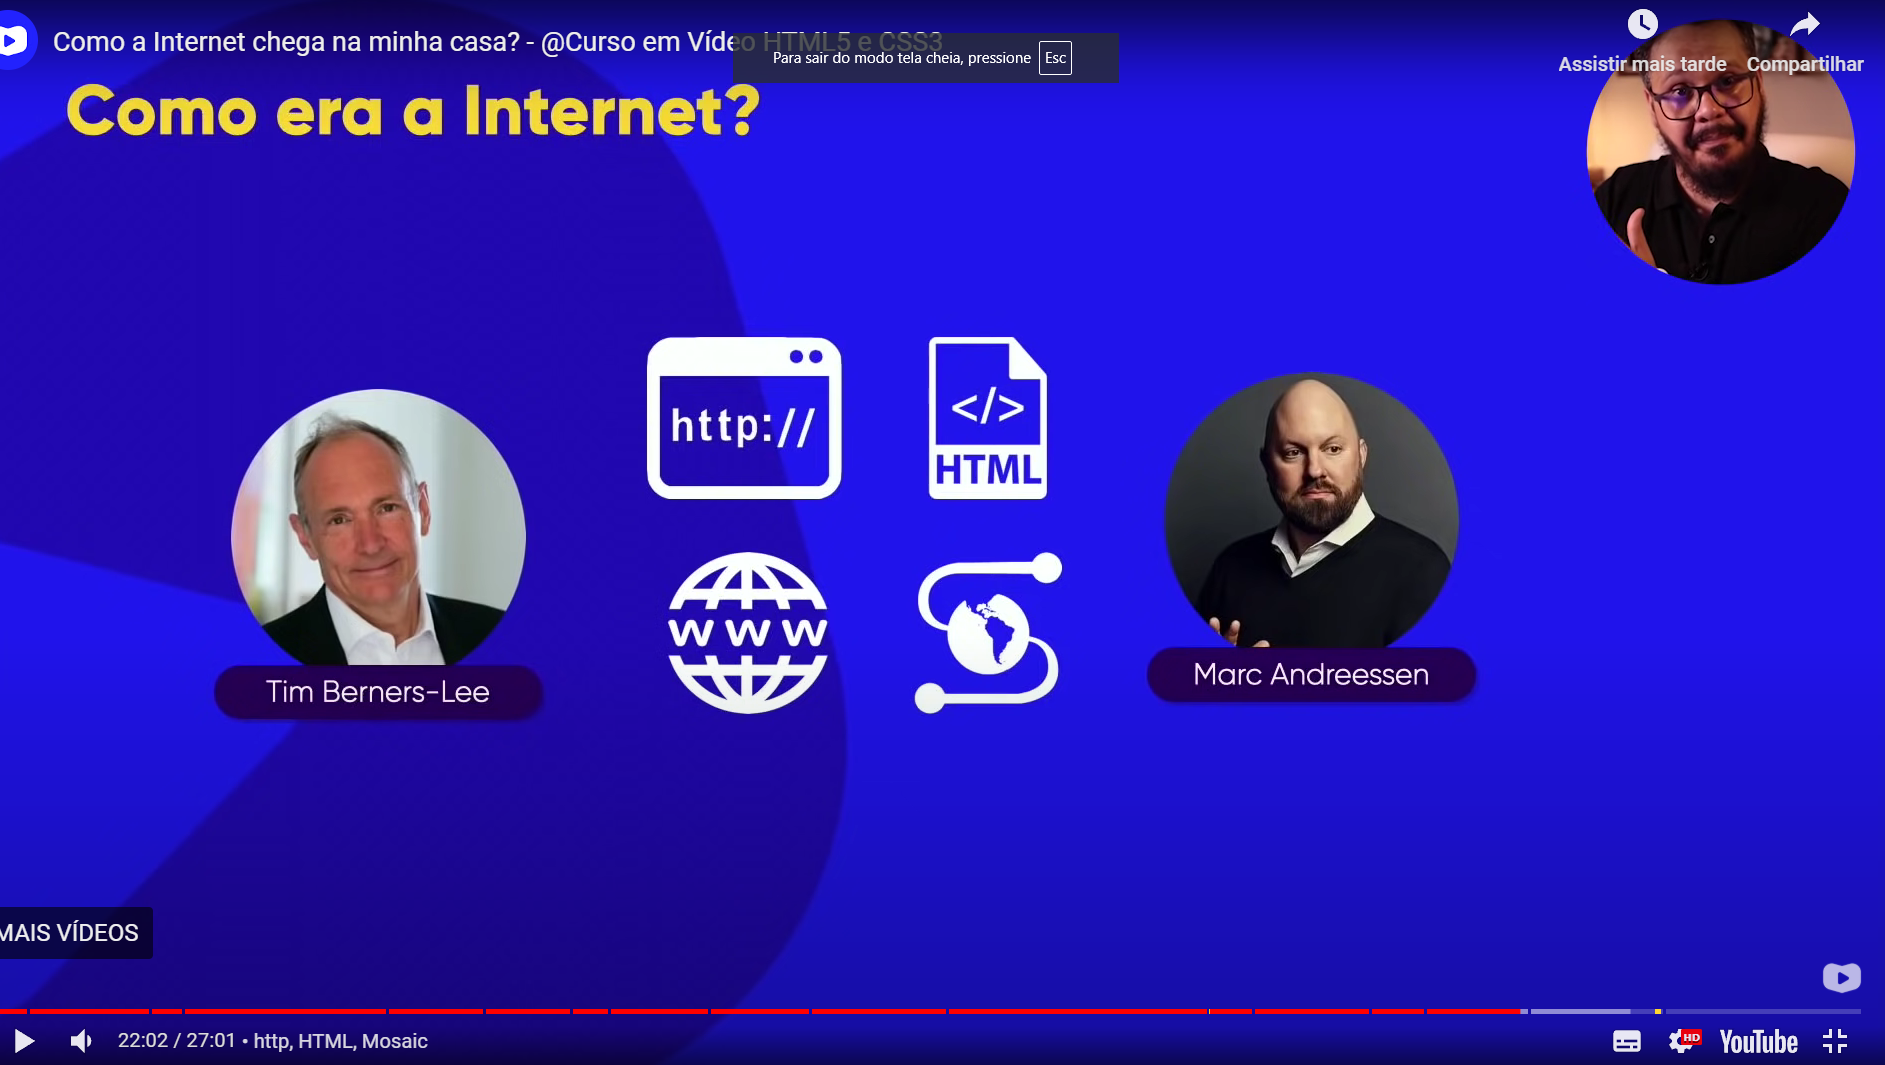 Como a Internet chega na minha casa? - @Curso em Vídeo HTML5 e CSS3
Para sair do modo tela cheia, pressione Esc
Assistir mais tarde
Compartilhar
Como era a Internet?
http://
</>
HTML
www
Tim Berners-Lee
Marc Andreessen
MAIS VÍDEOS
22:02 / 27:01 • http, HTML, Mosaic
HD
YouTube